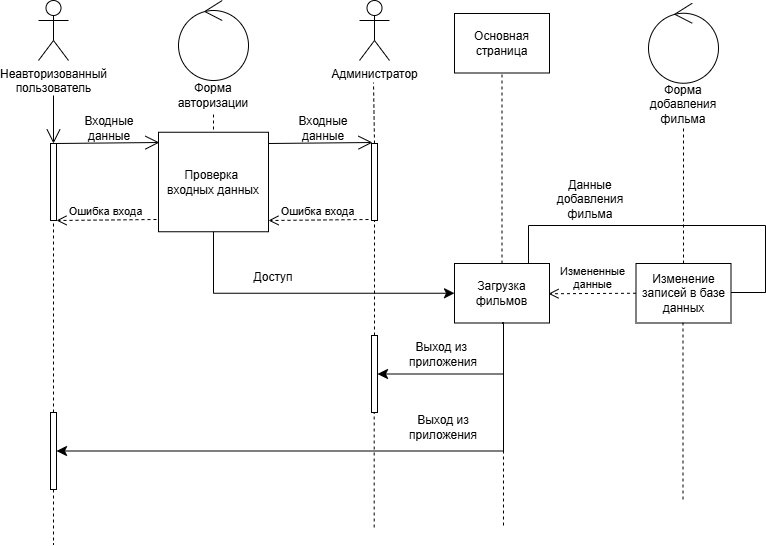 Неавторизованный
пользователь
Форма
авторизации
Администратор
Основная
страница
Форма
добавления
фильма
Входные
данные
Проверка
входных данных
Входные
данные
Ошибка входа
Ошибка входа
Данные
добавления
фильма
Доступ
Загрузка
фильмов
Измененные
данные
Изменение
записей в базе
данных
Выход из
приложения
Выход из
приложения